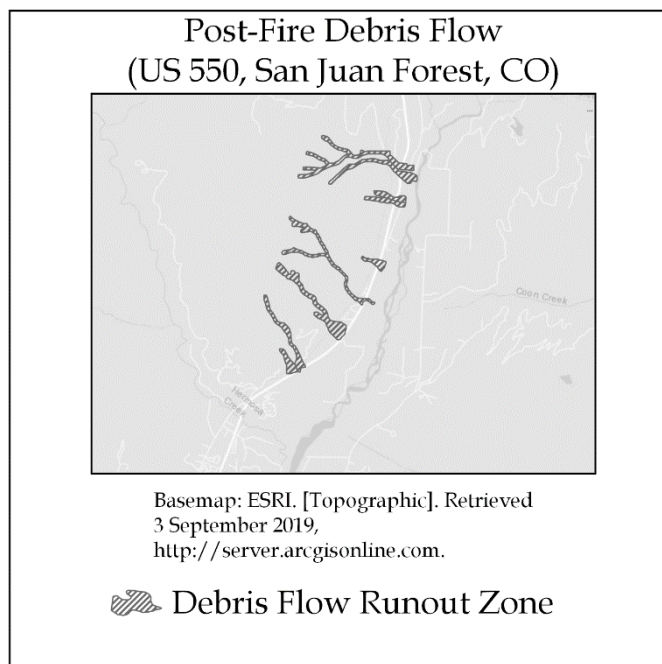 Post-Fire Debris Flow
(US 550, San Juan Forest, CO)
Coon Creek
Hermosa
Creek
Basemap: ESRI. [Topographic]. Retrieved
3 September 2019,
http://server.arcgisonline.com.
Debris Flow Runout Zone